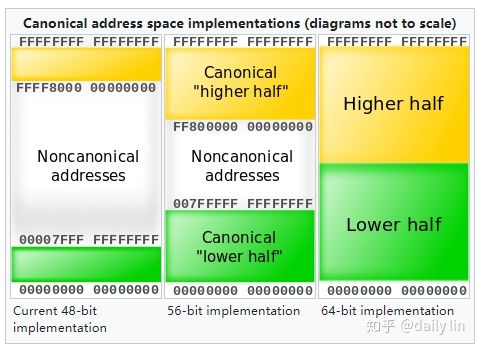 Canonical address space implementations (diagrams not to scale)
FFFFFFFF FFFFFFFF
FFFF8000 00000000
Noncanonical
addresses
00007FFF FFFFFFFF
00000000 00000000
Current 48-bit
implementation
FFFFFFFF FFFFFFFF
Canonical
"higher half"
FF800000 00000000
Noncanonical
addresses
007FFFFF FFFFFFFF
Canonical
"lower half"
00000000 00000000
56-bit implementation
FFFFFFFF FFFFFFFF
Higher half
Lower half
00000000 00000000
64-bit implementation
知乎 @daily lin